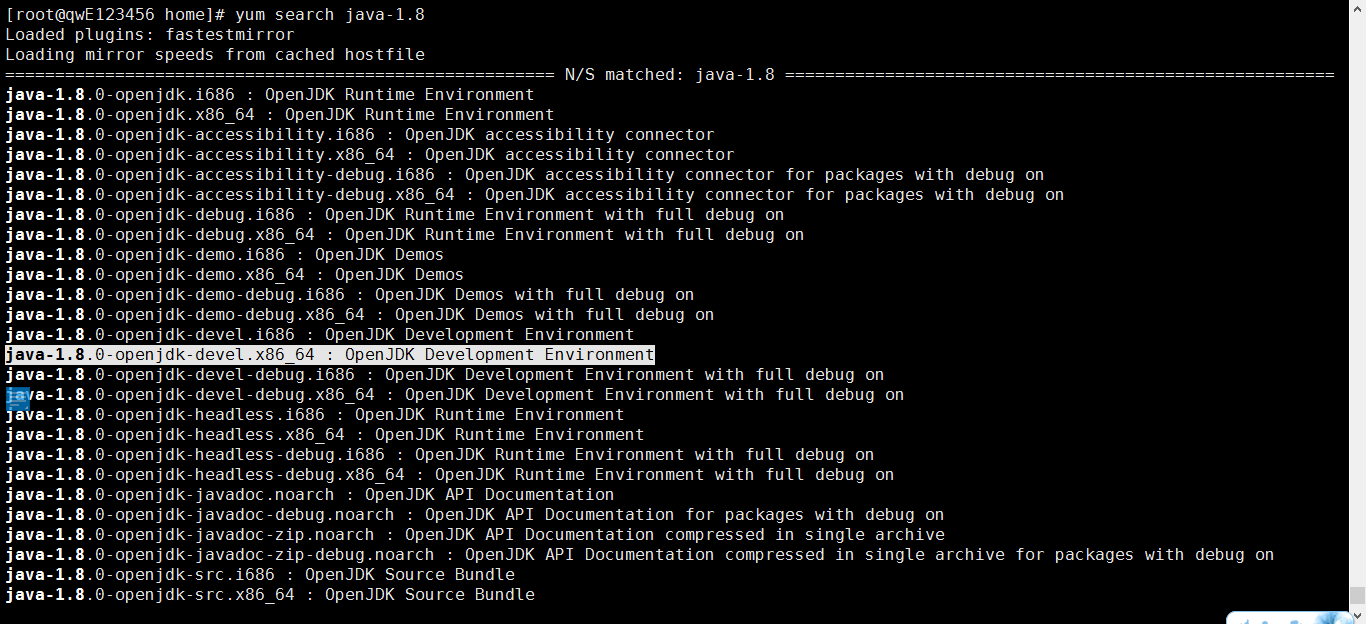 [root@qwE123456 home]# yum search java-1.8
Loaded plugins: fastestmirror
Loading mirror speeds from cached hostfile
======================================================= N/S matched: java-1.8 =======================================================
java-1.8.0-openjdk.i686 : OpenJDK Runtime Environment
java-1.8.0-openjdk.x86_64 : OpenJDK Runtime Environment
java-1.8.0-openjdk-accessibility.i686 : OpenJDK accessibility connector
java-1.8.0-openjdk-accessibility.x86_64 : OpenJDK accessibility connector
java-1.8.0-openjdk-accessibility-debug.i686 : OpenJDK accessibility connector for packages with debug on
java-1.8.0-openjdk-accessibility-debug.x86_64 : OpenJDK accessibility connector for packages with debug on
java-1.8.0-openjdk-debug.i686 : OpenJDK Runtime Environment with full debug on
java-1.8.0-openjdk-debug.x86_64 : OpenJDK Runtime Environment with full debug on
java-1.8.0-openjdk-demo.i686 : OpenJDK Demos
java-1.8.0-openjdk-demo.x86_64 : OpenJDK Demos
java-1.8.0-openjdk-demo-debug.i686 : OpenJDK Demos with full debug on
java-1.8.0-openjdk-demo-debug.x86_64 : OpenJDK Demos with full debug on
java-1.8.0-openjdk-devel.i686 : OpenJDK Development Environment
java-1.8.0-openjdk-devel.x86_64 : OpenJDK Development Environment
java-1.8.0-openjdk-devel-debug.i686 : OpenJDK Development Environment with full debug on
java-1.8.0-openjdk-devel-debug.x86_64 : OpenJDK Development Environment with full debug on
java-1.8.0-openjdk-headless.i686 : OpenJDK Runtime Environment
java-1.8.0-openjdk-headless.x86_64 : OpenJDK Runtime Environment
java-1.8.0-openjdk-headless-debug.i686 : OpenJDK Runtime Environment with full debug on
java-1.8.0-openjdk-headless-debug.x86_64 : OpenJDK Runtime Environment with full debug on
java-1.8.0-openjdk-javadoc.noarch : OpenJDK API Documentation
java-1.8.0-openjdk-javadoc-debug.noarch : OpenJDK API Documentation for packages with debug on
java-1.8.0-openjdk-javadoc-zip.noarch : OpenJDK API Documentation compressed in single archive
java-1.8.0-openjdk-javadoc-zip-debug.noarch : OpenJDK API Documentation compressed in single archive for packages with debug on
java-1.8.0-openjdk-src.i686 : OpenJDK Source Bundle
java-1.8.0-openjdk-src.x86_64 : OpenJDK Source Bundle